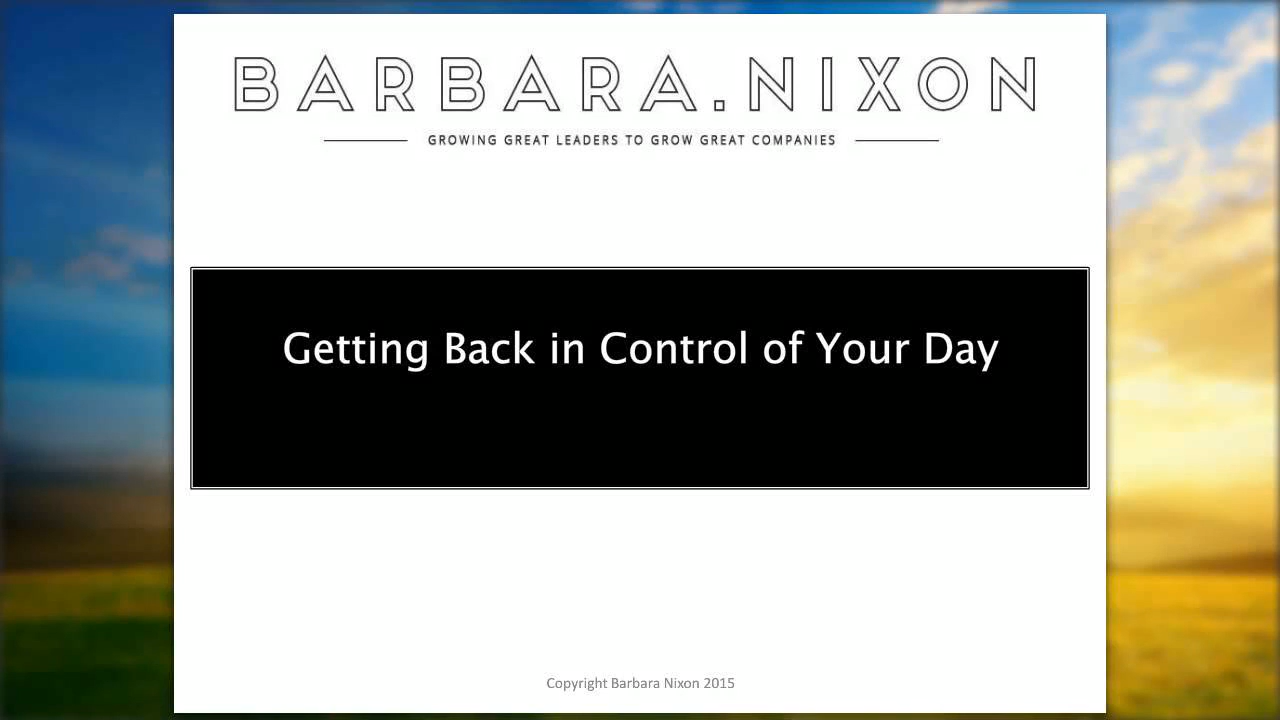 BARBARA.NIXON
GROWING GREAT LEADERS TO GROW GREAT COMPANIES
Getting Back in Control of Your Day
Copyright Barbara Nixon 2015